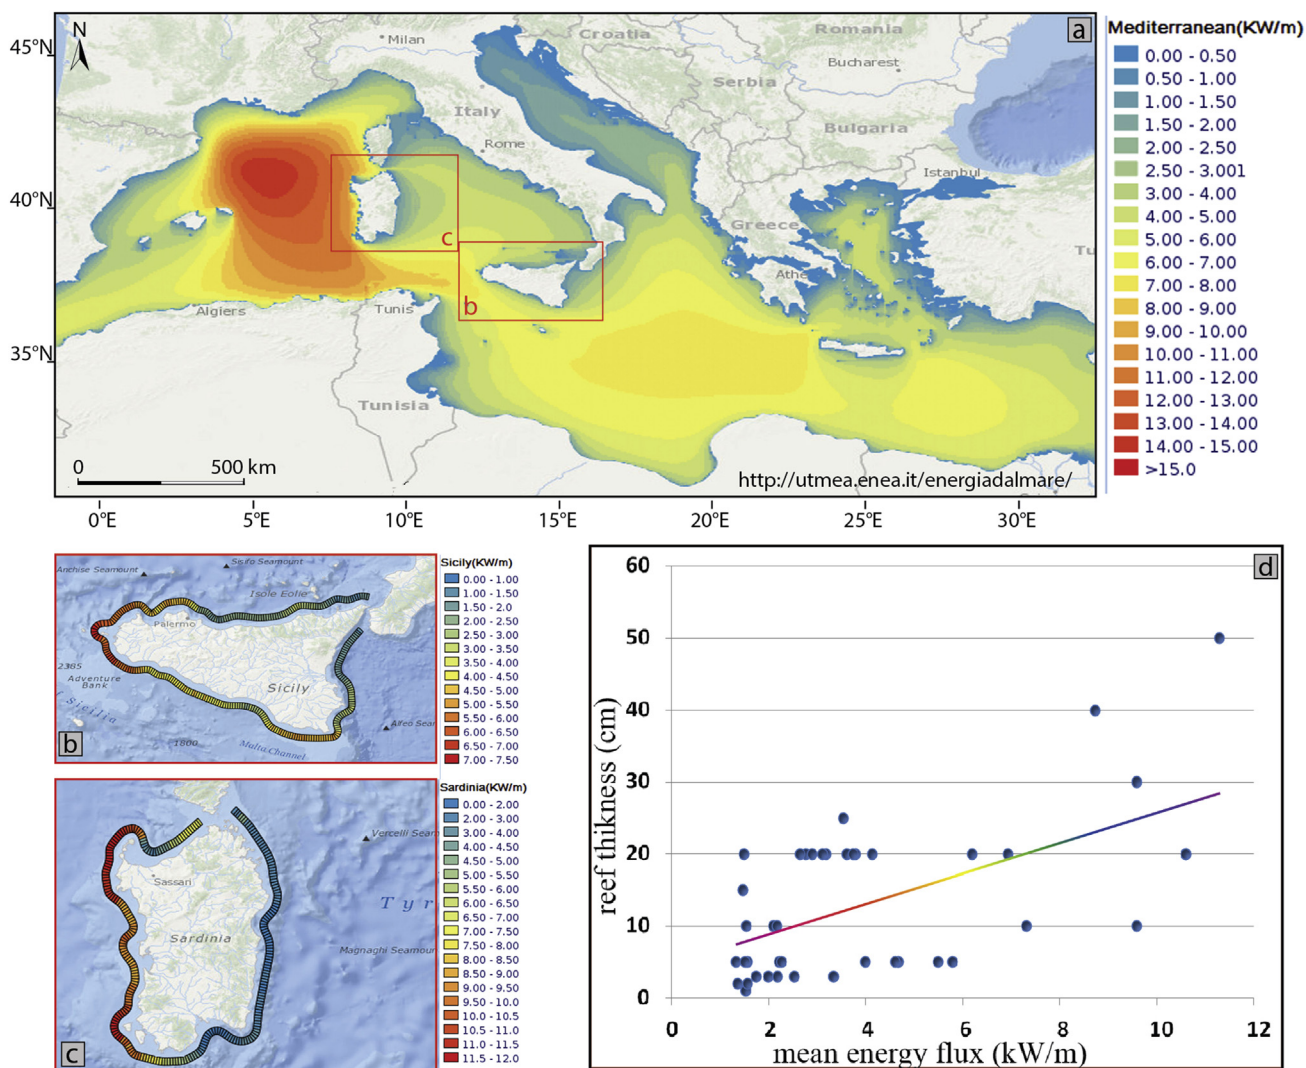 N
a
45°N
40°N
35°N
Milan
Croatia
Romania
Bucharest
Serbia
Italy
Bulgaria
Rome
Istanbul
Greece
Athe
Tu
c
b
Algiers
Tunis
Tunisia
0 500 km
http://utmea.enea.it/energiadalmare/
0°E 5°E 10°E 15°E 20°E 25°E 30°E
Mediterranean(KW/m)
0.00 - 0.50
0.50 - 1.00
1.00 - 1.50
1.50 - 2.00
2.00 - 2.50
2.50 - 3.001
3.00 - 4.00
4.00 - 5.00
5.00 - 6.00
6.00 - 7.00
7.00 - 8.00
8.00 - 9.00
9.00 - 10.00
10.00 - 11.00
11.00 - 12.00
12.00 - 13.00
13.00 - 14.00
14.00 - 15.00
>15.0
Anchise Seamount
Sisifo Seamount
Isole Eolie
Palermo
2385
Adventure
Bank
Sicily
Sicilia
Alfeo Sear
1800
Malta Channel
b
Sicily(KW/m)
0.00 - 1.00
1.00 - 1.50
1.50 - 2.0
2.00 - 2.50
2.50 - 3.00
3.00 - 3.50
3.50 - 4.00
4.00 - 4.50
4.50 - 5.00
5.00 - 5.50
5.50 - 6.00
6.00 - 6.50
6.50 - 7.00
7.00 - 7.50
Vercelli Seam
Sassari
Tyr
Sardinia
Magnaghi Seamour
c
Sardinia(KW/m)
0.00 - 2.00
2.00 - 3.00
3.00 - 4.00
4.00 - 4.50
4.50 - 5.00
5.00 - 5.50
5.50 - 6.00
6.00 - 6.50
6.50 - 7.00
7.00 - 7.50
7.50 - 8.00
8.00 - 8.50
8.50 - 9.00
9.00 - 9.50
9.50 - 10.0
10.0 - 10.5
10.5 - 11.0
11.0 - 11.5
11.5 - 12.0
d
reef thikness (cm)
60
50
40
30
20
10
0
0 2 4 6 8 10 12
mean energy flux (kW/m)